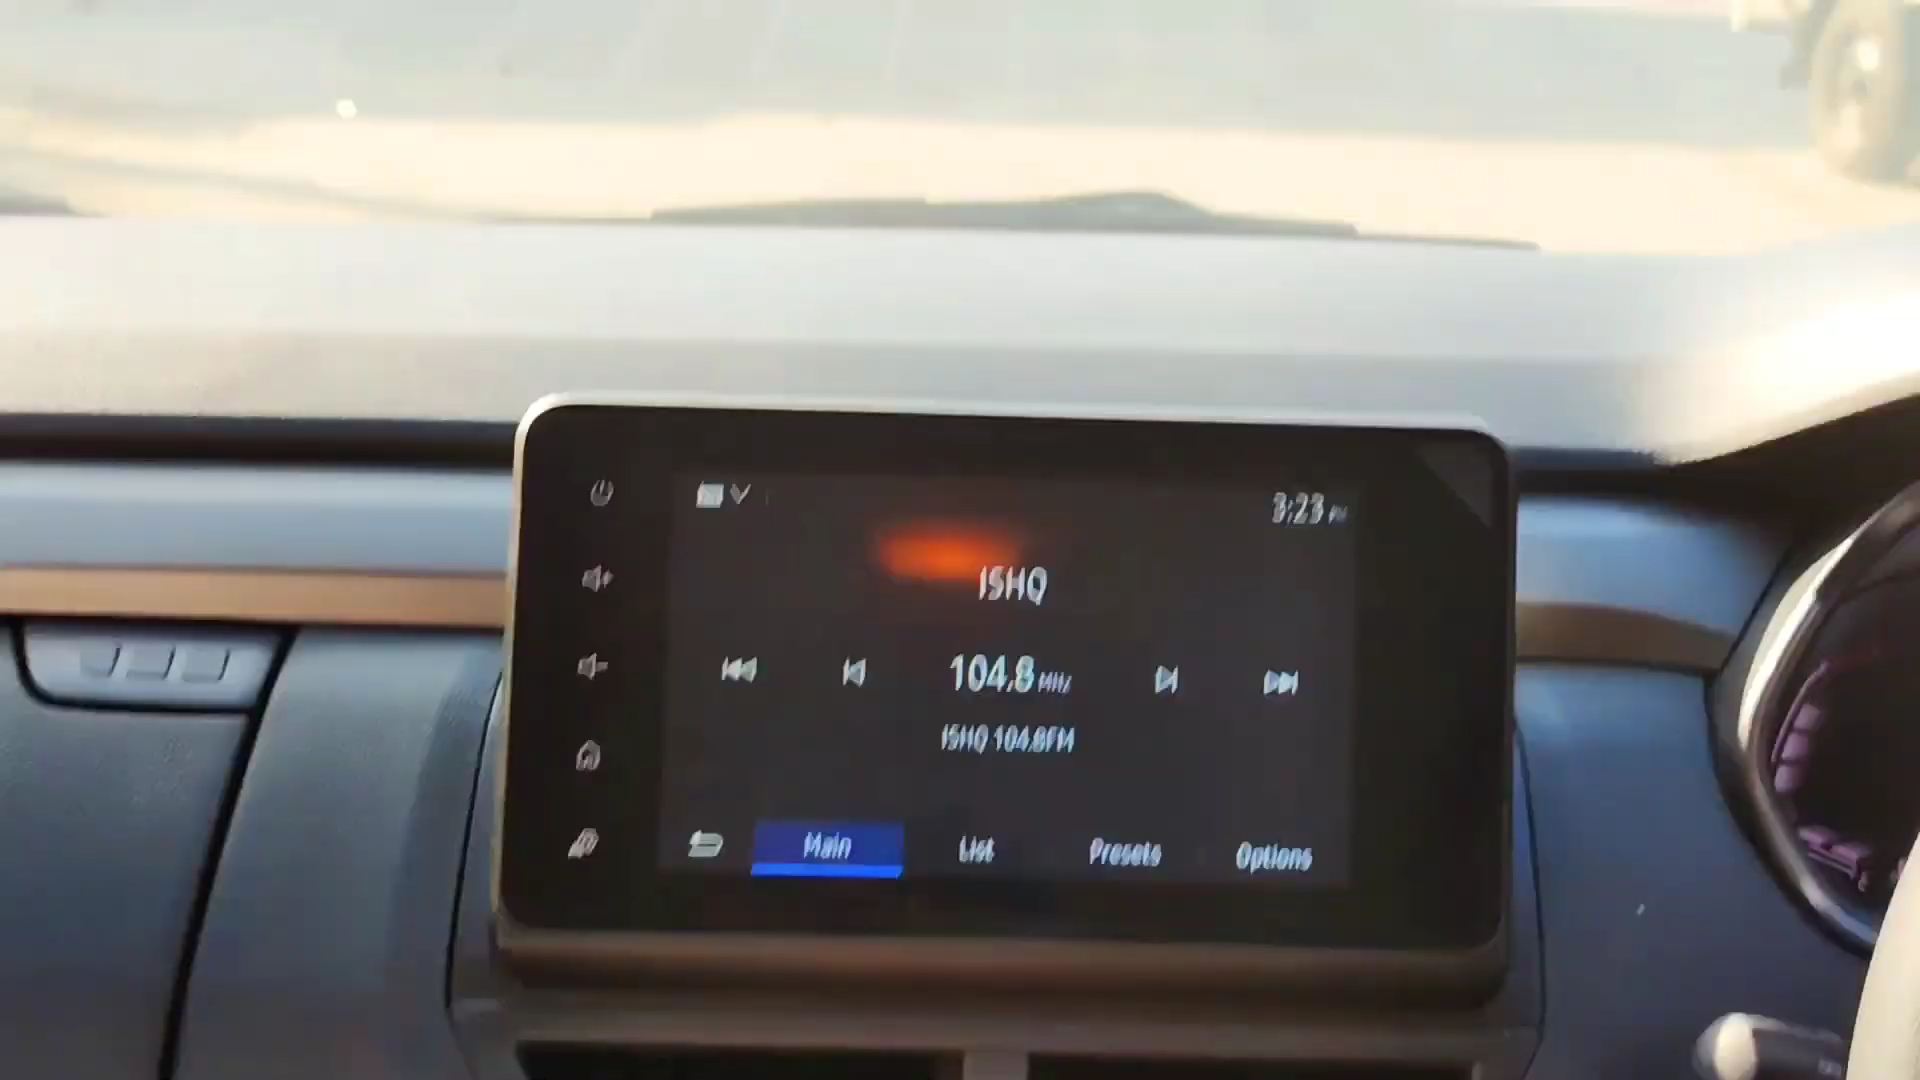 3:23
ISHQ
104.8 MHz
ISHQ 104.8FM
Main List Presets Options